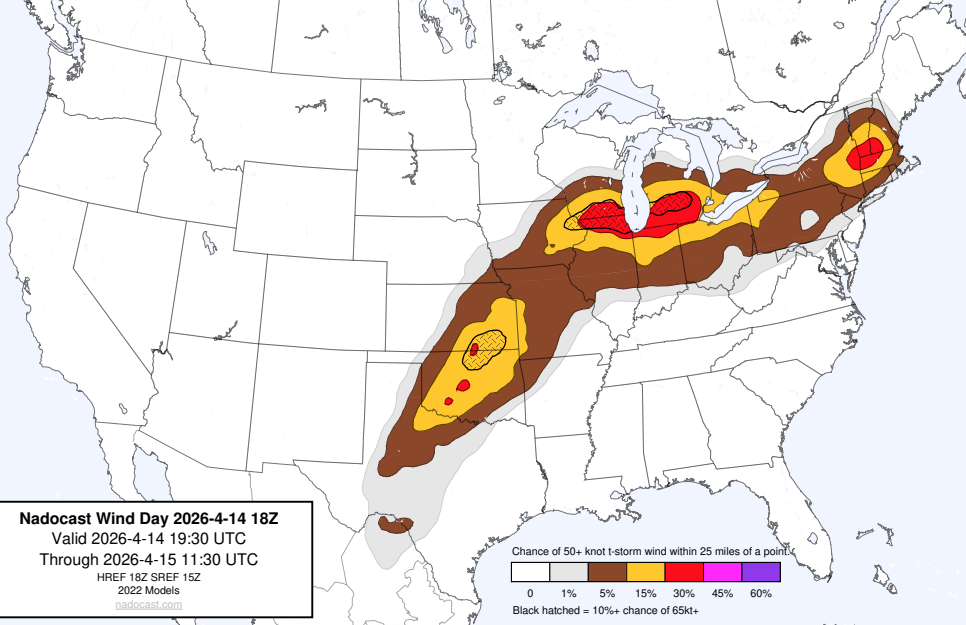 Nadocast Wind Day 2026-4-14 18Z
Valid 2026-4-14 19:30 UTC
Through 2026-4-15 11:30 UTC
HREF 18Z SREF 15Z
2022 Models
nadocast.com
Chance of 50+ knot t-storm wind within 25 miles of a point.
0 1% 5% 15% 30% 45% 60%
Black hatched = 10%+ chance of 65kt+